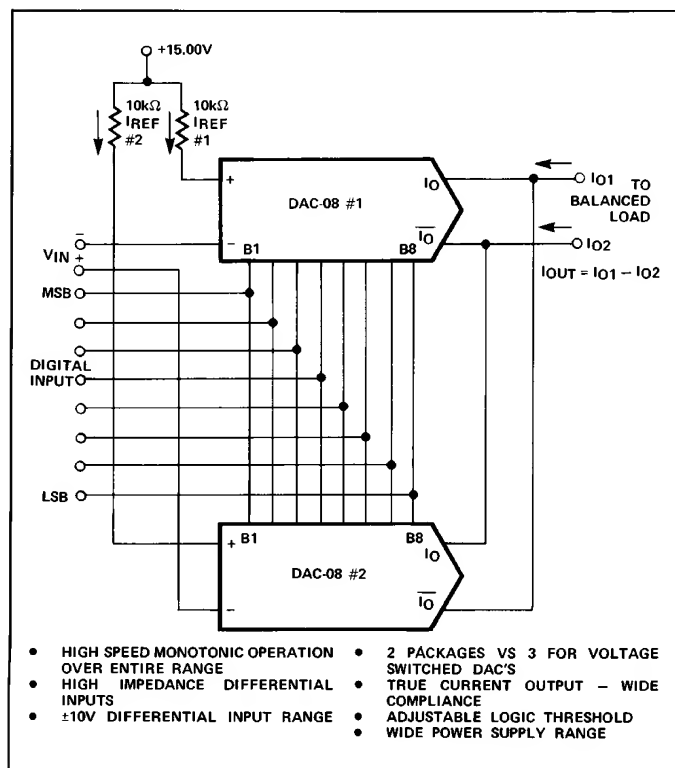 +15.00V
10kΩ
IREF
#2
10kΩ
IREF
#1
+
IO
DAC-08 #1
IO
−
B1
B8
IO1 TO
BALANCED
LOAD
IO2
IOUT = IO1 – IO2
−
VIN
+
MSB
DIGITAL
INPUT
LSB
B1
B8
+
IO
DAC-08 #2
−
IO
• HIGH SPEED MONOTONIC OPERATION
OVER ENTIRE RANGE
• HIGH IMPEDANCE DIFFERENTIAL
INPUTS
• ±10V DIFFERENTIAL INPUT RANGE
• 2 PACKAGES VS 3 FOR VOLTAGE
SWITCHED DAC'S
• TRUE CURRENT OUTPUT – WIDE
COMPLIANCE
• ADJUSTABLE LOGIC THRESHOLD
• WIDE POWER SUPPLY RANGE